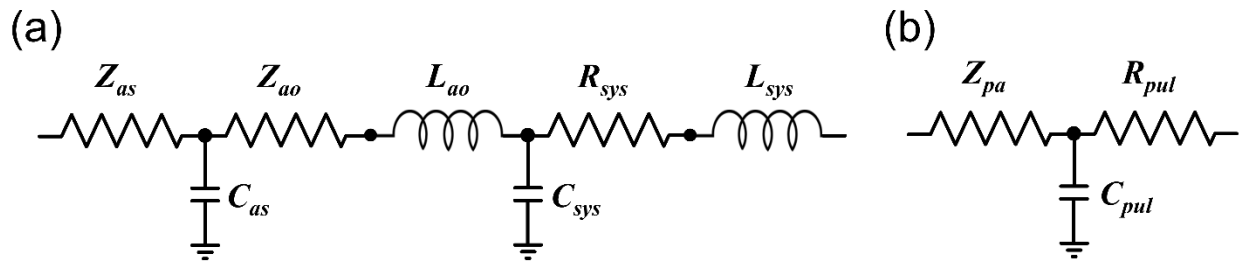 (a)
Z_as Z_ao L_ao R_sys L_sys
C_as C_sys
(b)
Z_pa R_pul
C_pul